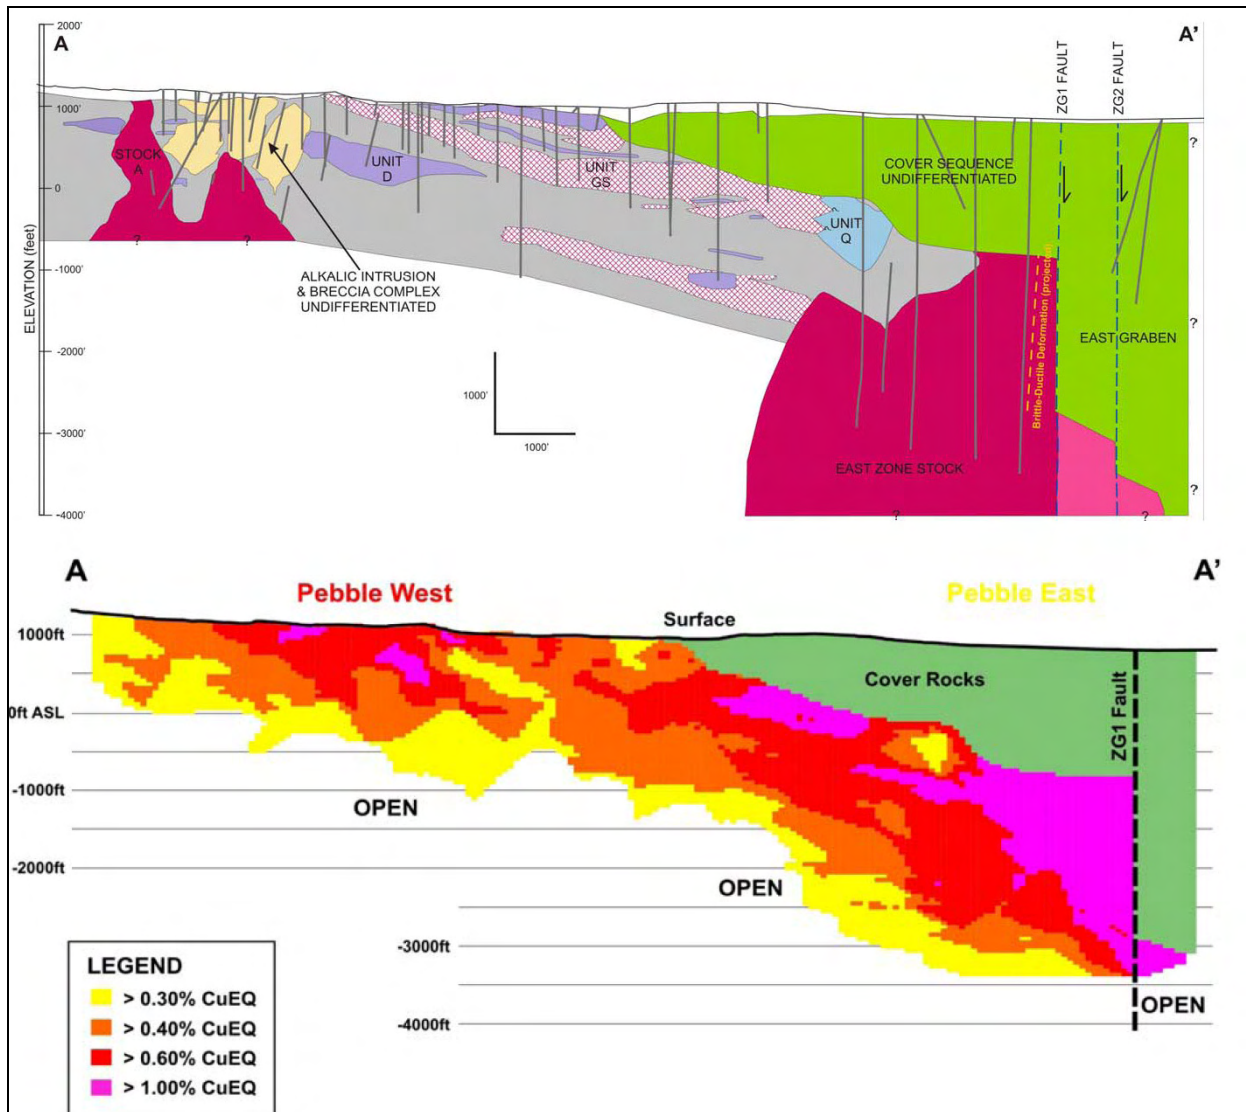 2000'
A
A'
ZG1 FAULT
ZG2 FAULT
1000'
STOCK
A
UNIT
D
UNIT
GS
COVER SEQUENCE
UNDIFFERENTIATED
?
0
UNIT
Q
?
?
ELEVATION (feet)
-1000'
ALKALIC INTRUSION
& BRECCIA COMPLEX
UNDIFFERENTIATED
Brittle-Ductile Deformation (projected)
-2000'
EAST GRABEN
?
1000'
1000'
-3000'
EAST ZONE STOCK
?
-4000'
?
?
A
A'
Pebble West
Pebble East
Surface
1000ft
Cover Rocks
ZG1 Fault
0ft ASL
-1000ft
OPEN
-2000ft
OPEN
-3000ft
OPEN
-4000ft
LEGEND
> 0.30% CuEQ
> 0.40% CuEQ
> 0.60% CuEQ
> 1.00% CuEQ